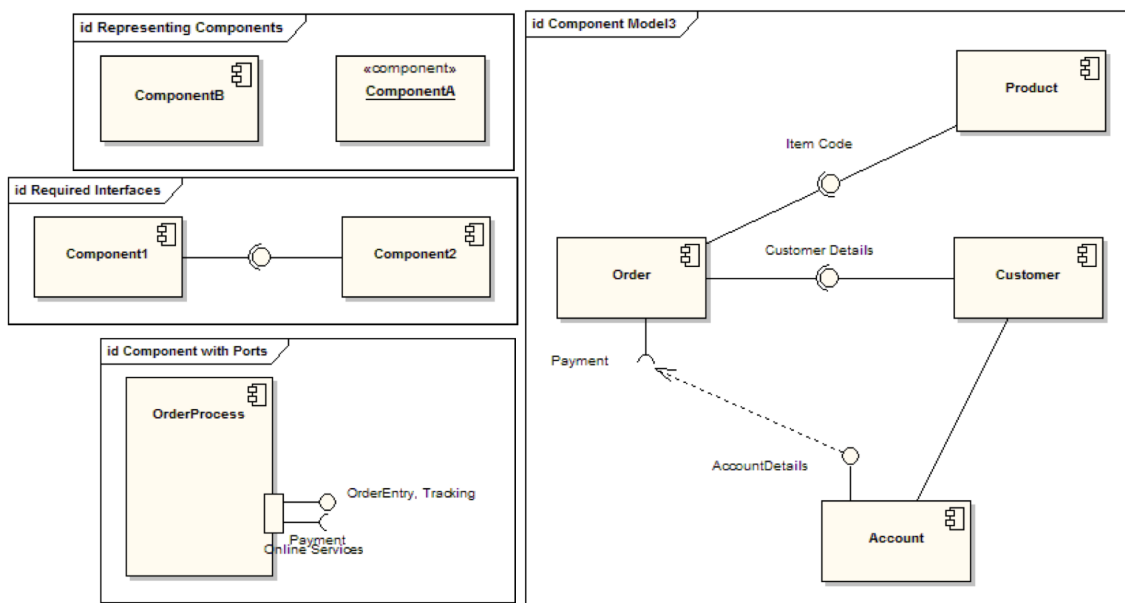 id Representing Components
ComponentB
«component»
ComponentA
id Required Interfaces
Component1
Component2
id Component with Ports
OrderProcess
OrderEntry, Tracking
Payment
Online Services
id Component Model3
Product
Item Code
Order
Customer Details
Customer
Payment
AccountDetails
Account